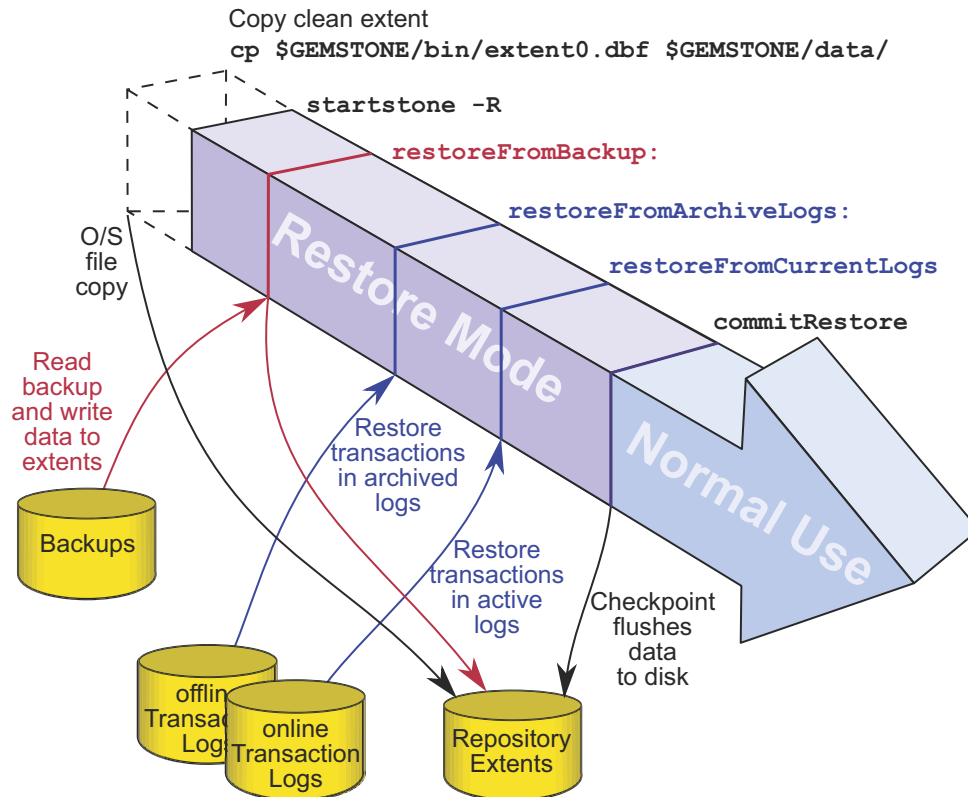 Copy clean extent
cp $GEMSTONE/bin/extent0.dbf $GEMSTONE/data/
startstone -R
restoreFromBackup:
restoreFromArchiveLogs:
restoreFromCurrentLogs
commitRestore
Restore Mode
Normal Use
O/S
file
copy
Read
backup
and write
data to
extents
Restore
transactions
in archived
logs
Restore
transactions
in active
logs
Checkpoint
flushes
data
to disk
Backups
offlin
Transac
Logs
online
Transaction
Logs
Repository
Extents